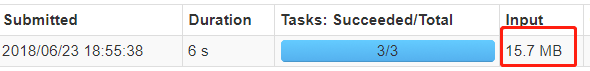 Submitted Duration Tasks: Succeeded/Total Input
2018/06/23 18:55:38 6 s 3/3 15.7 MB